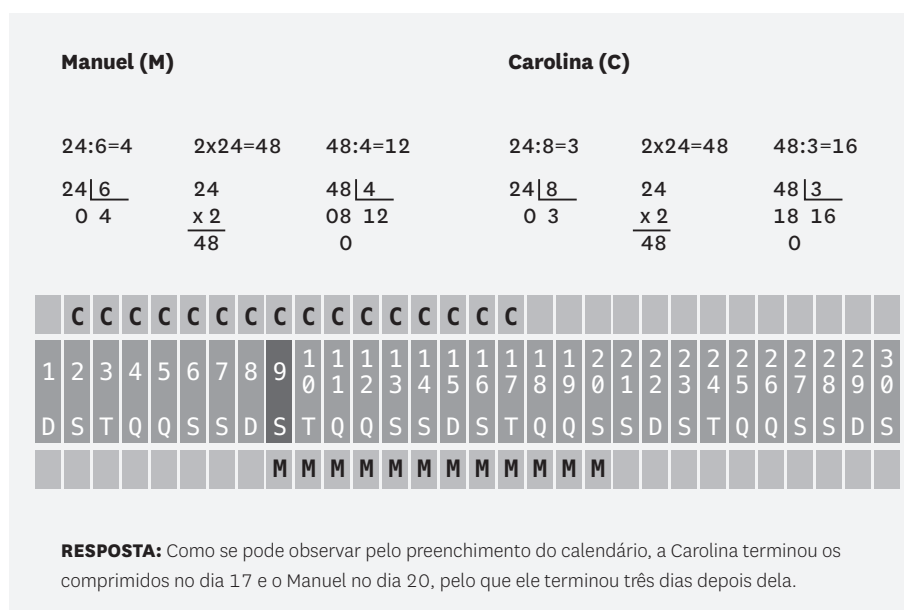 Manuel (M) Carolina (C)
24:6=4 2x24=48 48:4=12 24:8=3 2x24=48 48:3=16
24 6 24 48 4 24 8 24 48 3
0 4 x 2 08 12 0 3 x 2 18 16
48 0 48 0
C C C C C C C C C C C C C C C C
1 2 3 4 5 6 7 8 9 10 11 12 13 14 15 16 17 18 19 20 21 22 23 24 25 26 27 28 29 30
D S T Q Q S S D S T Q Q S S D S T Q Q S S D S T Q Q S S D S
M M M M M M M M M M M M
RESPOSTA: Como se pode observar pelo preenchimento do calendário, a Carolina terminou os
comprimidos no dia 17 e o Manuel no dia 20, pelo que ele terminou três dias depois dela.